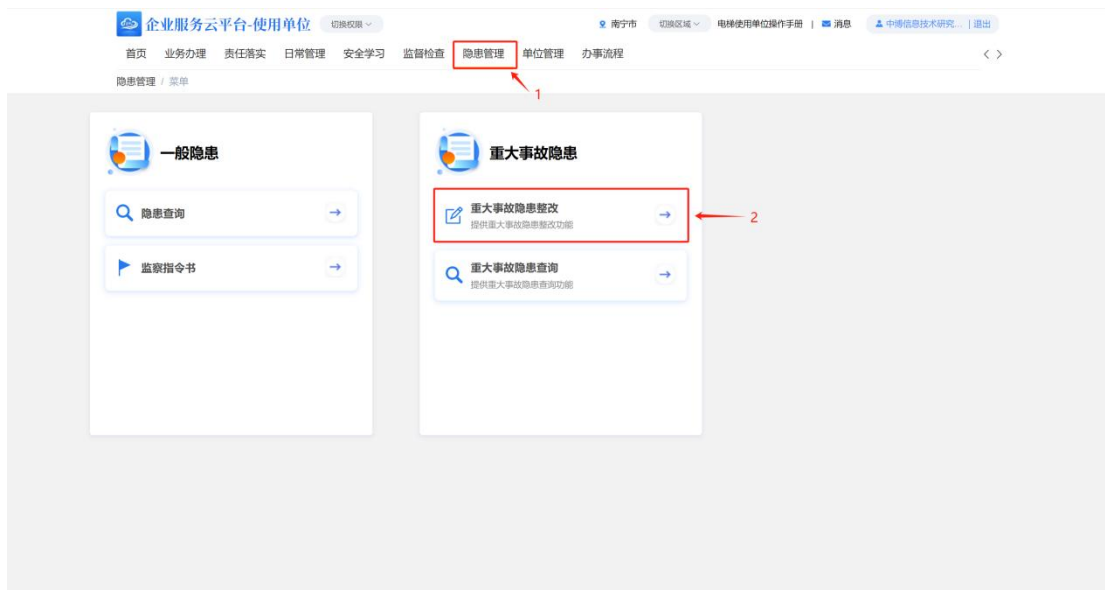 企业服务云平台-使用单位 切换权限 南宁市 切换区域 电梯使用单位操作手册 | 消息 中博信息技术研究... | 退出
首页 业务办理 责任落实 日常管理 安全学习 监督检查 隐患管理 单位管理 办事流程 < >
隐患管理 / 菜单
1
一般隐患
隐患查询
监察指令书
重大事故隐患
重大事故隐患整改
提供重大事故隐患整改功能
2
重大事故隐患查询
提供重大事故隐患查询功能